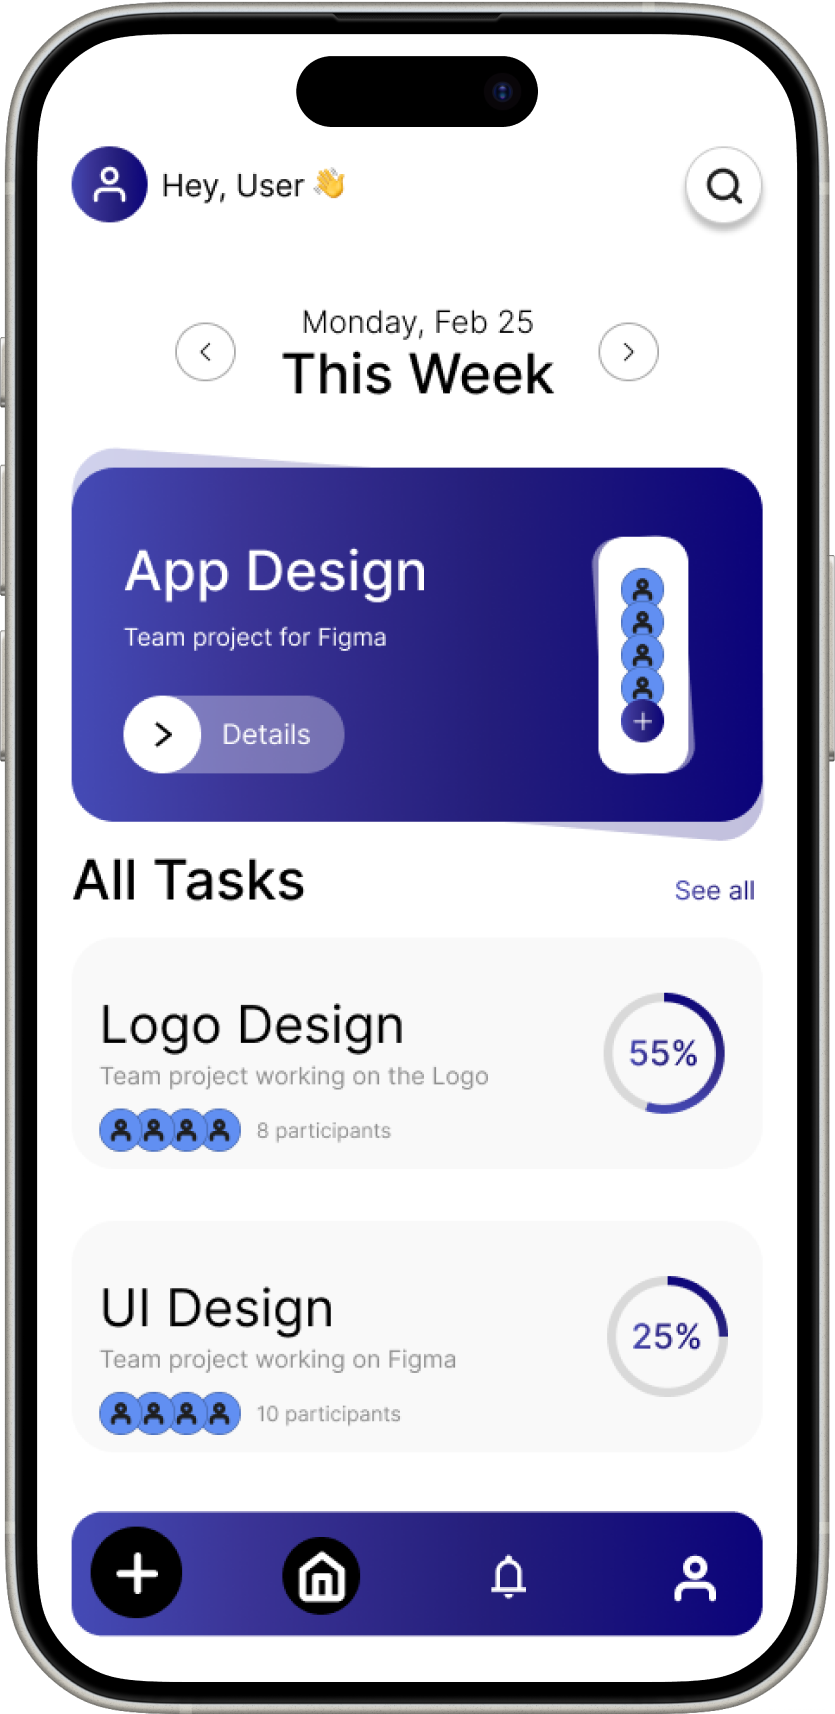 Hey, User 👋
Monday, Feb 25
This Week
App Design
Team project for Figma
Details
All Tasks
See all
Logo Design
55%
Team project working on the Logo
8 participants
UI Design
25%
Team project working on Figma
10 participants